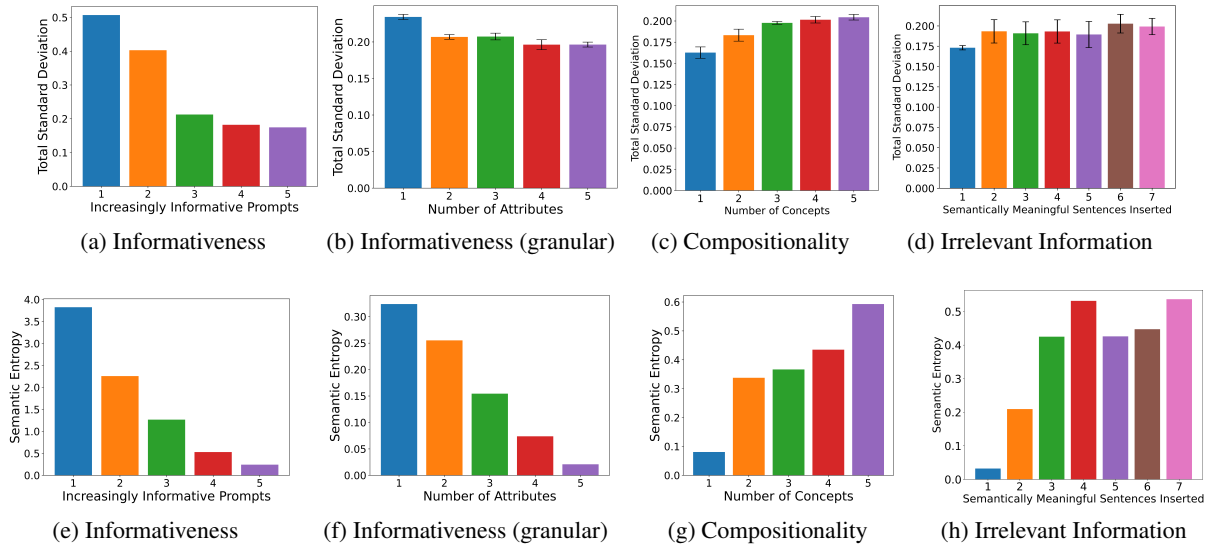 Total Standard Deviation
0.5
0.4
0.3
0.2
0.1
0.0
1 2 3 4 5
Increasingly Informative Prompts
(a) Informativeness
Total Standard Deviation
0.20
0.15
0.10
0.05
0.00
1 2 3 4 5
Number of Attributes
(b) Informativeness (granular)
Total Standard Deviation
0.200
0.175
0.150
0.125
0.100
0.075
0.050
0.025
0.000
1 2 3 4 5
Number of Concepts
(c) Compositionality
Total Standard Deviation
0.200
0.175
0.150
0.125
0.100
0.075
0.050
0.025
0.000
1 2 3 4 5 6 7
Semantically Meaningful Sentences Inserted
(d) Irrelevant Information
Semantic Entropy
4.0
3.5
3.0
2.5
2.0
1.5
1.0
0.5
0.0
1 2 3 4 5
Increasingly Informative Prompts
(e) Informativeness
Semantic Entropy
0.30
0.25
0.20
0.15
0.10
0.05
0.00
1 2 3 4 5
Number of Attributes
(f) Informativeness (granular)
Semantic Entropy
0.6
0.5
0.4
0.3
0.2
0.1
0.0
1 2 3 4 5
Number of Concepts
(g) Compositionality
Semantic Entropy
0.5
0.4
0.3
0.2
0.1
0.0
1 2 3 4 5 6 7
Semantically Meaningful Sentences Inserted
(h) Irrelevant Information